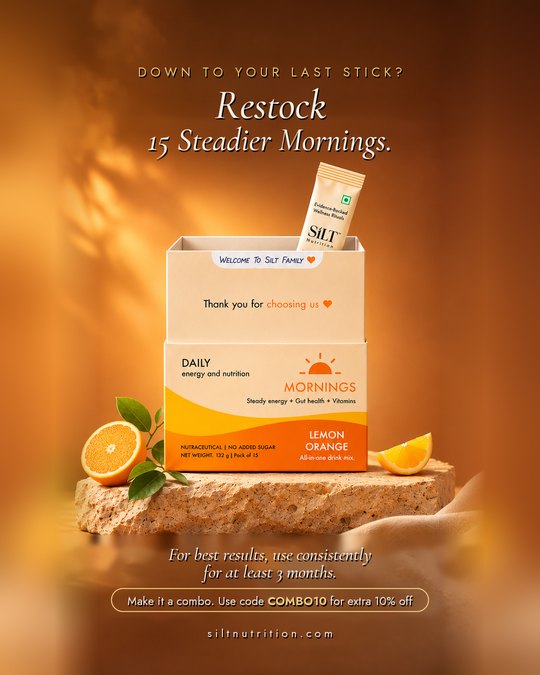 DOWN TO YOUR LAST STICK?
Restock
15 Steadier Mornings.
Evidence-Backed
Wellness Rituals
SiLT™
Nutrition
WELCOME TO SILT FAMILY
Thank you for choosing us
DAILY
energy and nutrition
MORNINGS
Steady energy + Gut health + Vitamins
NUTRACEUTICAL | NO ADDED SUGAR
NET WEIGHT. 132 g | Pack of 15
LEMON
ORANGE
All-in-one drink mix.
For best results, use consistently
for at least 3 months.
Make it a combo. Use code COMBO10 for extra 10% off
siltnutrition.com